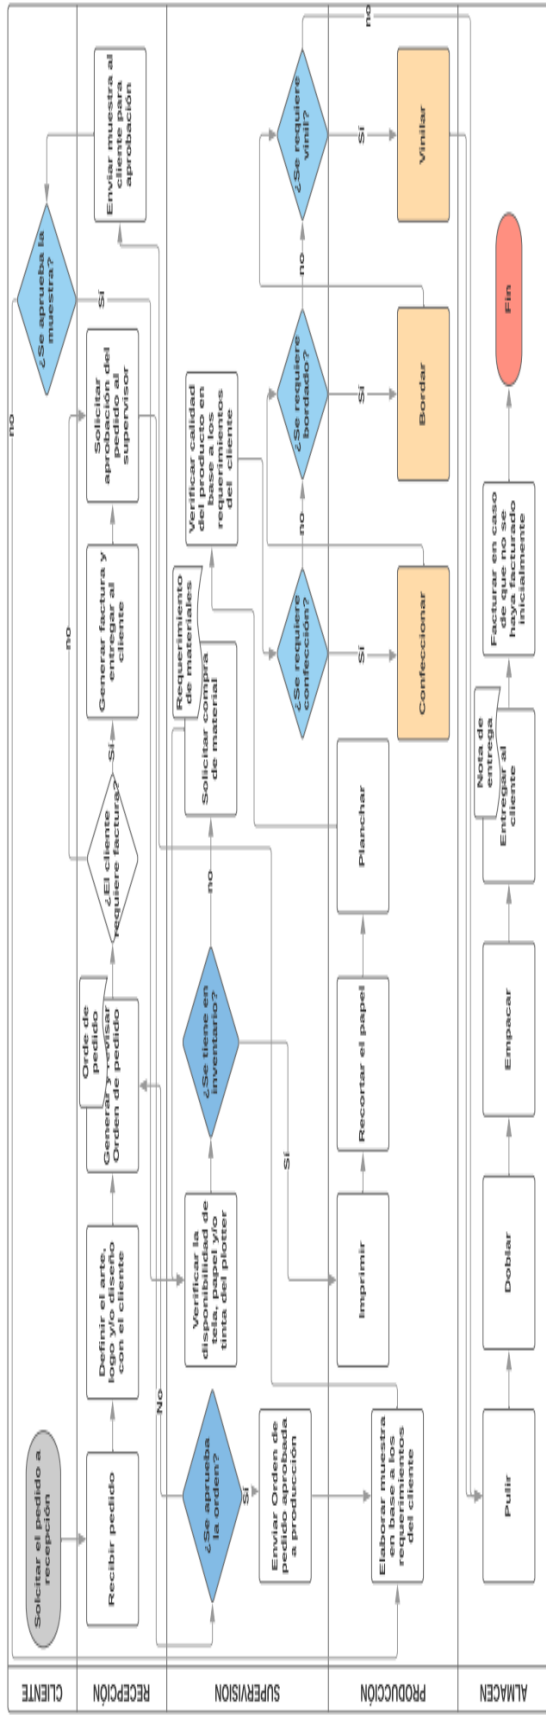 CLIENTE
Solcitar el pedido a
recepción
no
¿Se aprueba la
muestra?
Sí
RECEPCIÓN
Recibir pedido
Definir el arte,
logo y/o diseño
con el cliente
Orde de
pedido
Generar y revisar
Orden de pedido
¿El cliente
requiere factura?
no
Sí
Generar factura y
entregar al
cliente
Solicitar
aprobación del
pedido al
supervisor
Enviar muestra al
cliente para
aprobación
SUPERVISION
No
¿Se aprueba
la orden?
Sí
Enviar Orden de
pedido aprobada
a producción
Verificar la
disponibilidad de
tela, papel y/o
tinta del plotter
¿Se tiene en
inventario?
no
Sí
Requerimiento
de materiales
Solicitar compra
de material
Verificar calidad
del producto en
base a los
requerimientos
del cliente
¿Se requiere
confección?
no
¿Se requiere
bordado?
no
¿Se requiere
vinil?
no
PRODUCCIÓN
Elaborar muestra
en base a los
requerimientos
del cliente
Imprimir
Recortar el papel
Planchar
Sí
Confeccionar
Sí
Bordar
Sí
Vinilar
ALMACEN
Pulir
Doblar
Empacar
Nota de
entrega
Entregar al
cliente
Facturar en caso
de que no se
haya facturado
inicialmente
Fin